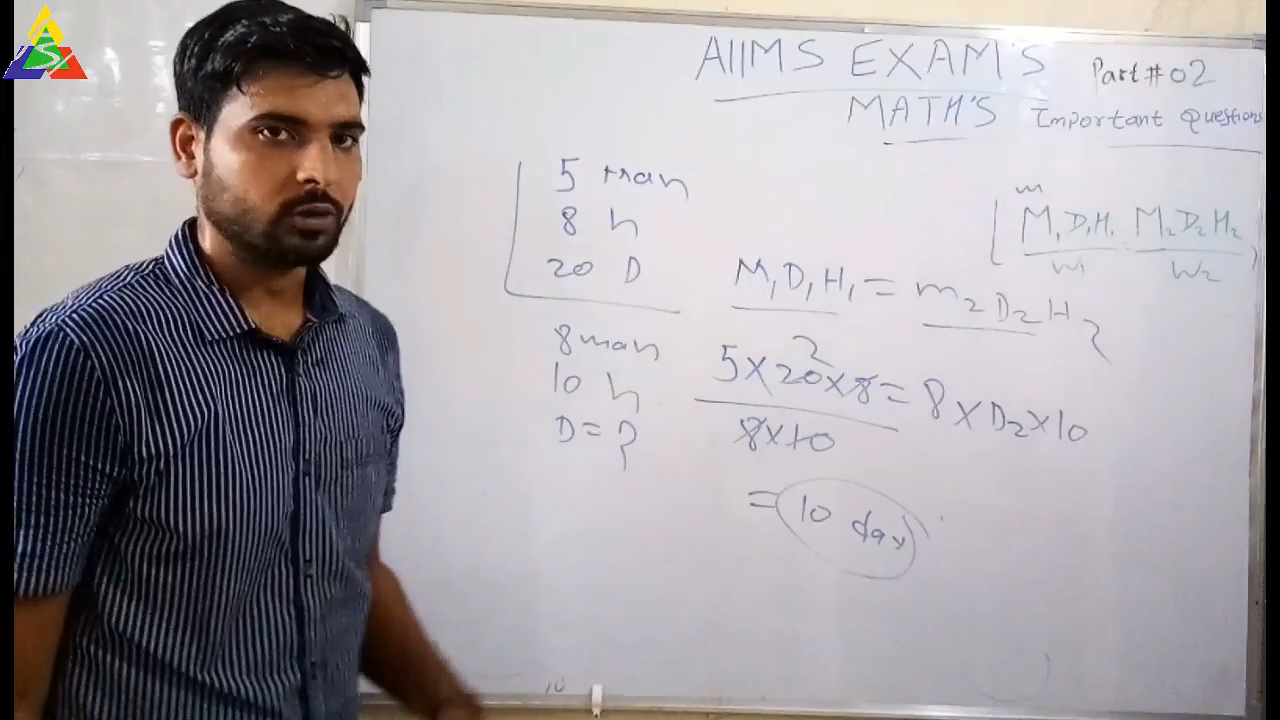 AIIMS EXAM'S
Part # 02
MATH'S
Important Questions
5 man
8 h
20 D
8 man
10 h
D = ?
m
M₁D₁H₁ M₂D₂H₂
W₁ W₂
M₁D₁H₁ = m₂D₂H₂
2
5 × 20 × 8 = 8 × D₂ × 10
8 × 10
= 10 day
S